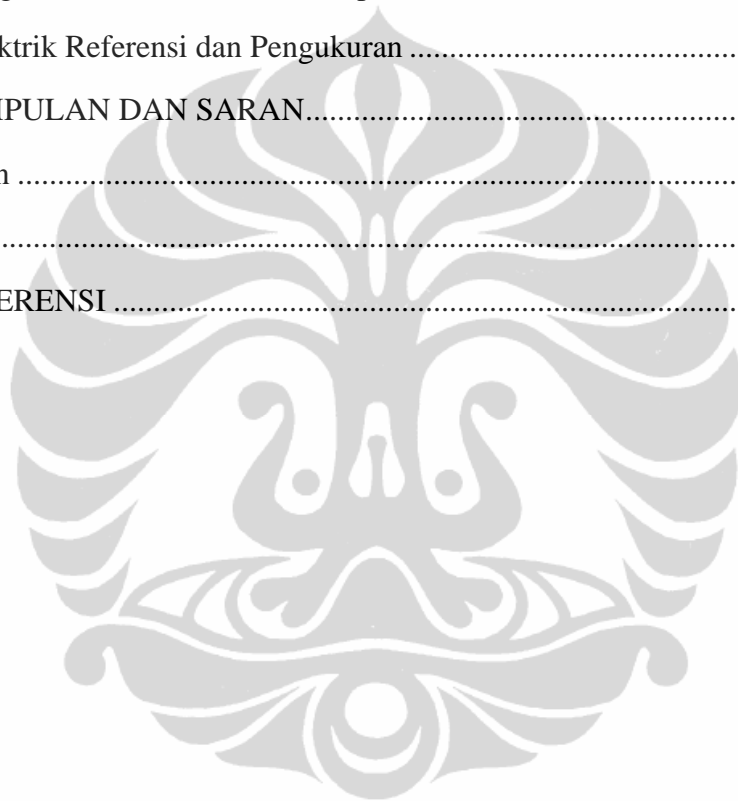 ktrik Referensi dan Pengukuran ..........................................
IPULAN DAN SARAN.......................................................
n ............................................................................................
................................................................................................
ERENSI ................................................................................